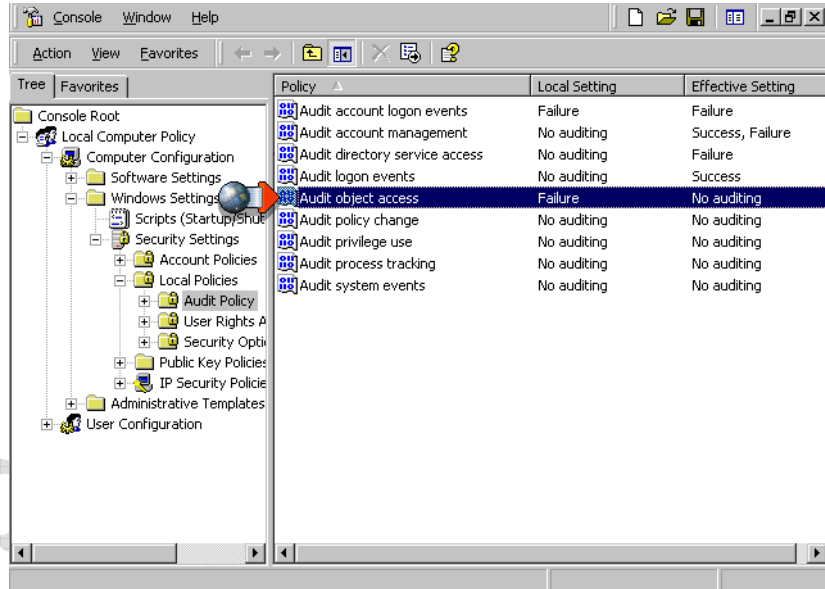 Console Window Help
Action View Favorites
Tree Favorites
Console Root
Local Computer Policy
Computer Configuration
Software Settings
Windows Settings
Scripts (Startup/Shut
Security Settings
Account Policies
Local Policies
Audit Policy
User Rights A
Security Opti
Public Key Policies
IP Security Policie
Administrative Templates
User Configuration
Policy Local Setting Effective Setting
Audit account logon events Failure Failure
Audit account management No auditing Success, Failure
Audit directory service access No auditing Failure
Audit logon events No auditing Success
Audit object access Failure No auditing
Audit policy change No auditing No auditing
Audit privilege use No auditing No auditing
Audit process tracking No auditing No auditing
Audit system events No auditing No auditing